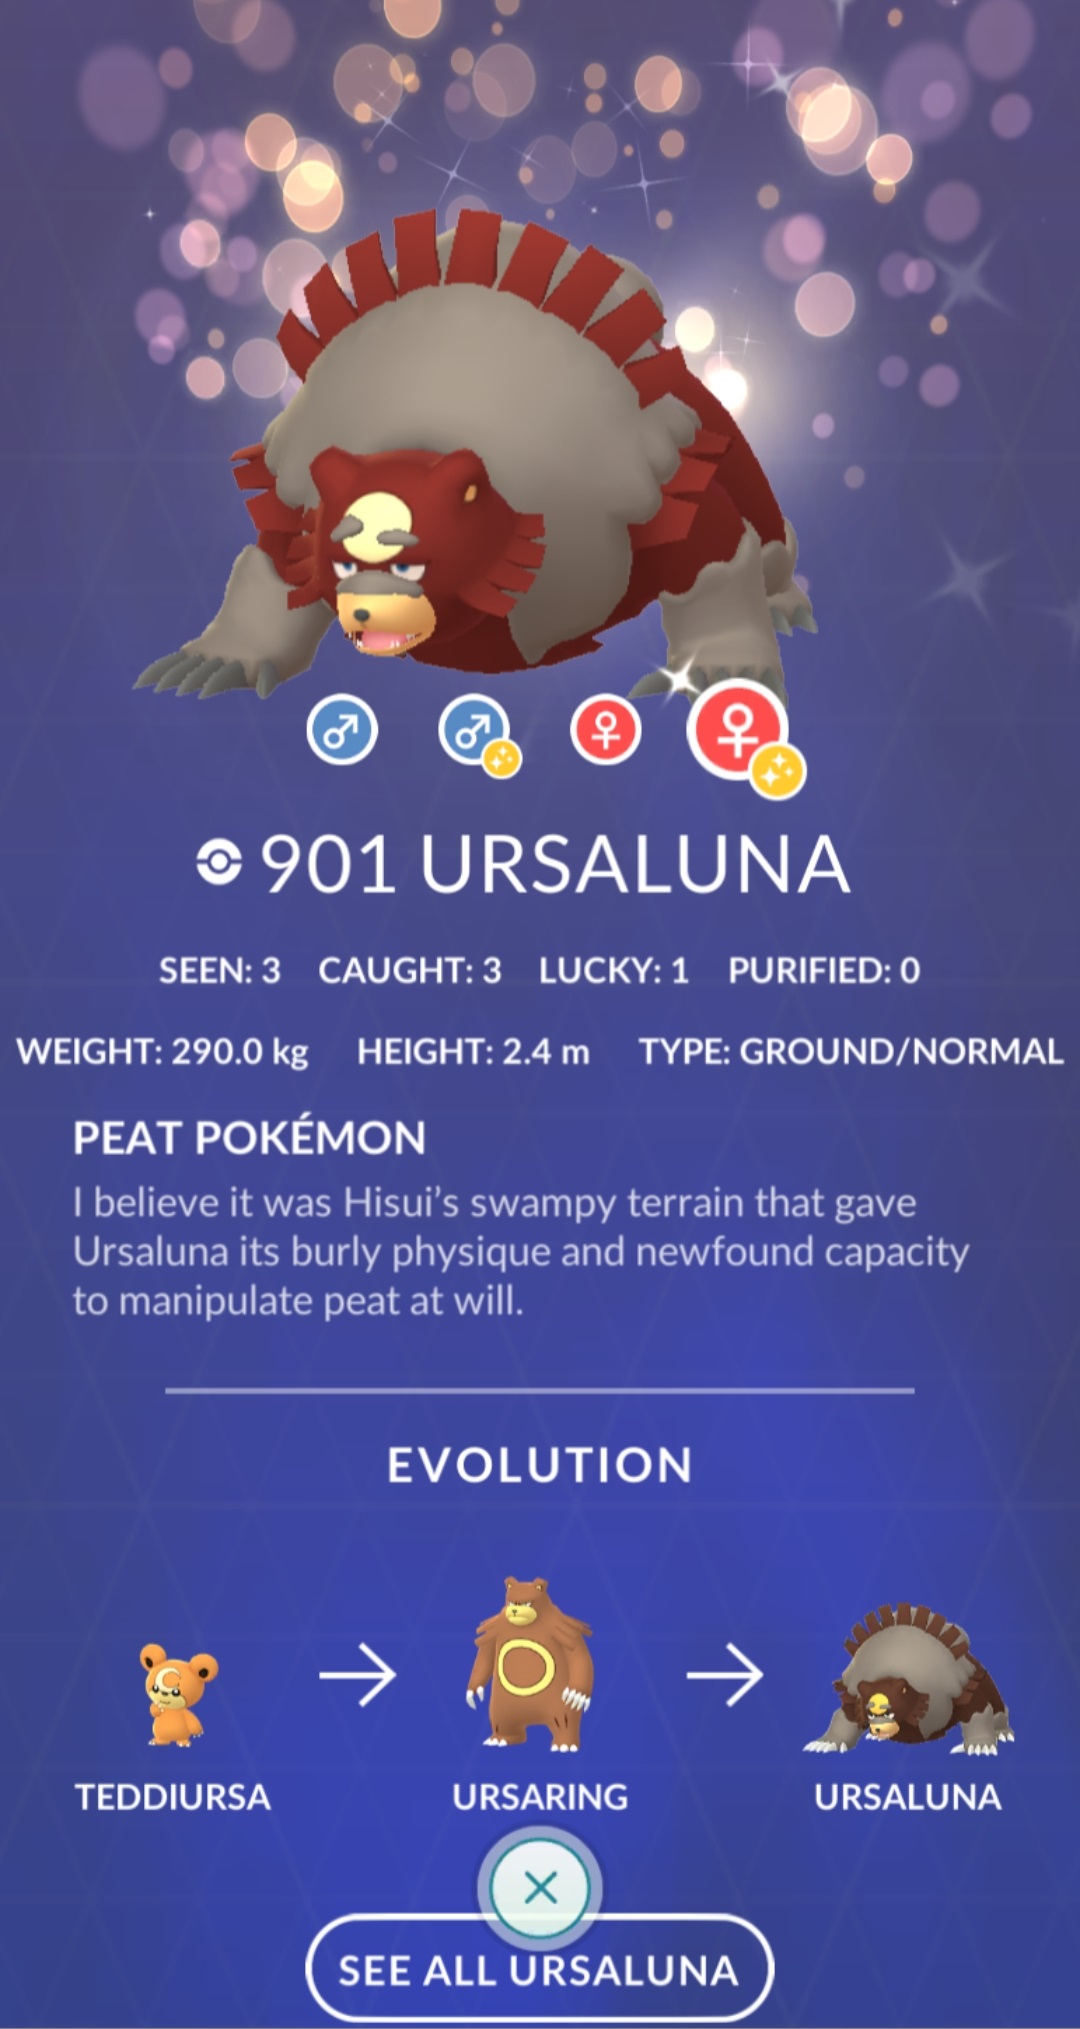 901 URSALUNA
SEEN: 3 CAUGHT: 3 LUCKY: 1 PURIFIED: 0
WEIGHT: 290.0 kg HEIGHT: 2.4 m TYPE: GROUND/NORMAL
PEAT POKÉMON
I believe it was Hisui’s swampy terrain that gave
Ursaluna its burly physique and newfound capacity
to manipulate peat at will.
EVOLUTION
TEDDIURSA URSARING URSALUNA
SEE ALL URSALUNA